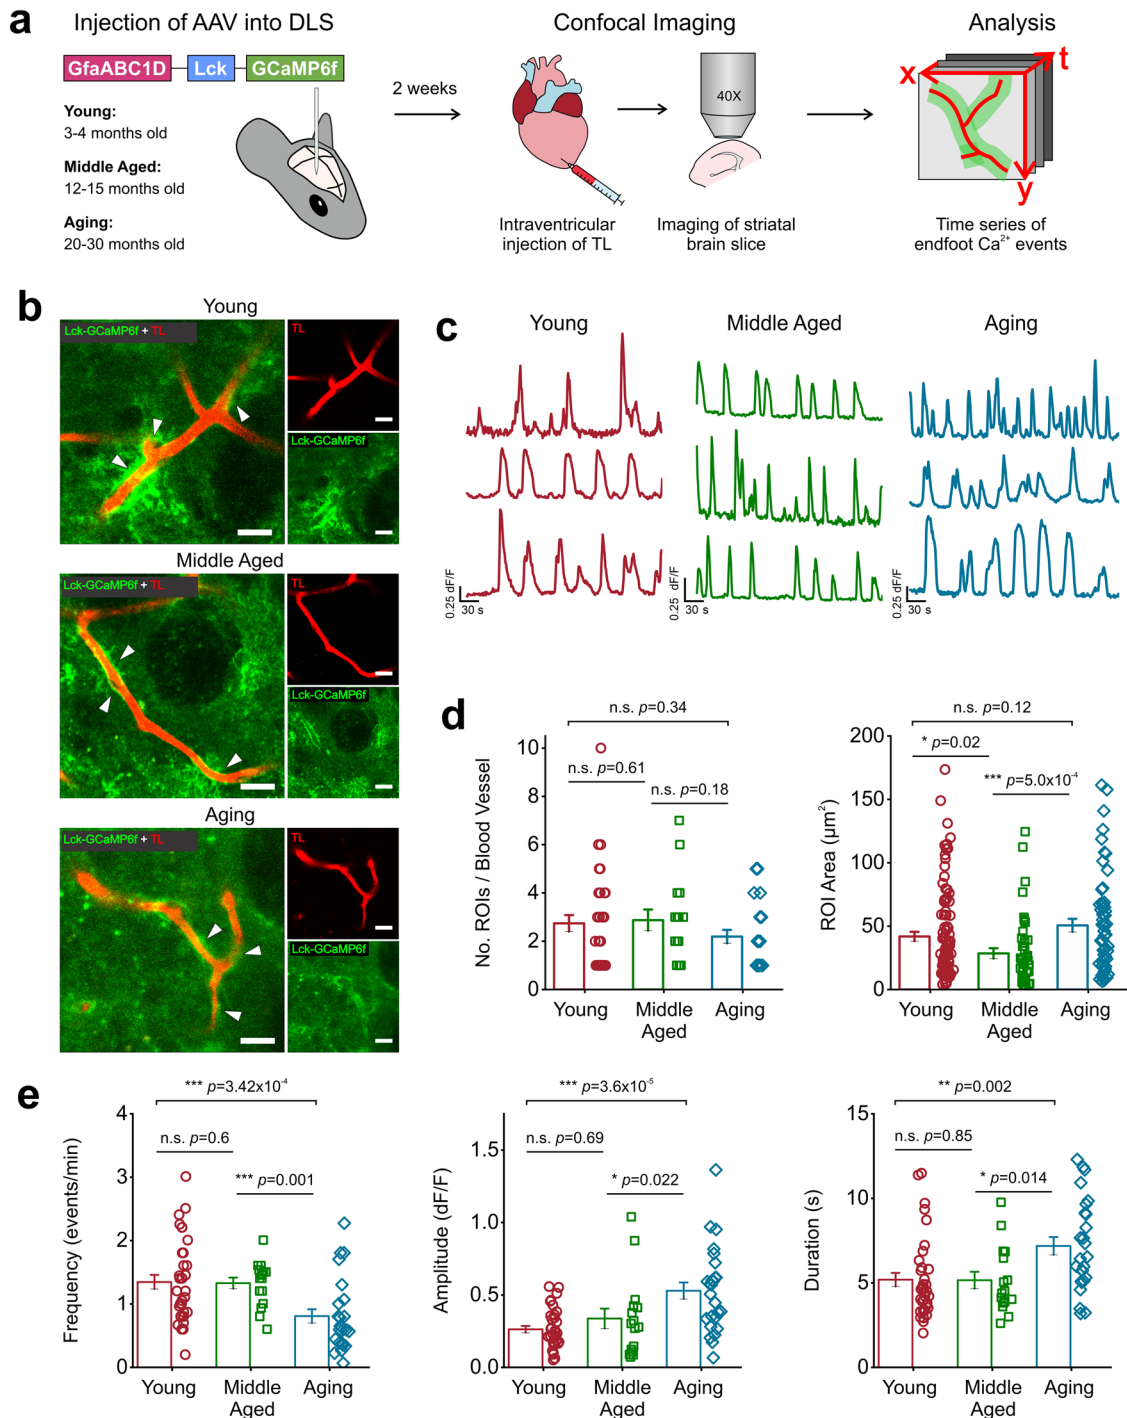 a
Injection of AAV into DLS
Confocal Imaging
Analysis
GfaABC1D Lck GCaMP6f
Young:
3-4 months old
Middle Aged:
12-15 months old
Aging:
20-30 months old
2 weeks
40X
Intraventricular
injection of TL
Imaging of striatal
brain slice
x
t
y
Time series of
endfoot Ca²⁺ events
b
Young
Lck-GCaMP6f + TL
TL
Lck-GCaMP6f
Middle Aged
Lck-GCaMP6f + TL
TL
Lck-GCaMP6f
Aging
Lck-GCaMP6f + TL
TL
Lck-GCaMP6f
c
Young
Middle Aged
Aging
0.25 dF/F
30 s
0.25 dF/F
30 s
0.25 dF/F
30 s
d
n.s. p=0.34
n.s. p=0.61
n.s. p=0.18
No. ROIs / Blood Vessel
10
8
6
4
2
0
Young
Middle
Aged
Aging
n.s. p=0.12
* p=0.02
*** p=5.0x10⁻⁴
ROI Area (µm²)
200
150
100
50
0
Young
Middle
Aged
Aging
e
*** p=3.42x10⁻⁴
n.s. p=0.6
*** p=0.001
Frequency (events/min)
4
3
2
1
0
Young
Middle
Aged
Aging
*** p=3.6x10⁻⁵
n.s. p=0.69
* p=0.022
Amplitude (dF/F)
1.5
1.0
0.5
0.0
Young
Middle
Aged
Aging
** p=0.002
n.s. p=0.85
* p=0.014
Duration (s)
15
10
5
0
Young
Middle
Aged
Aging